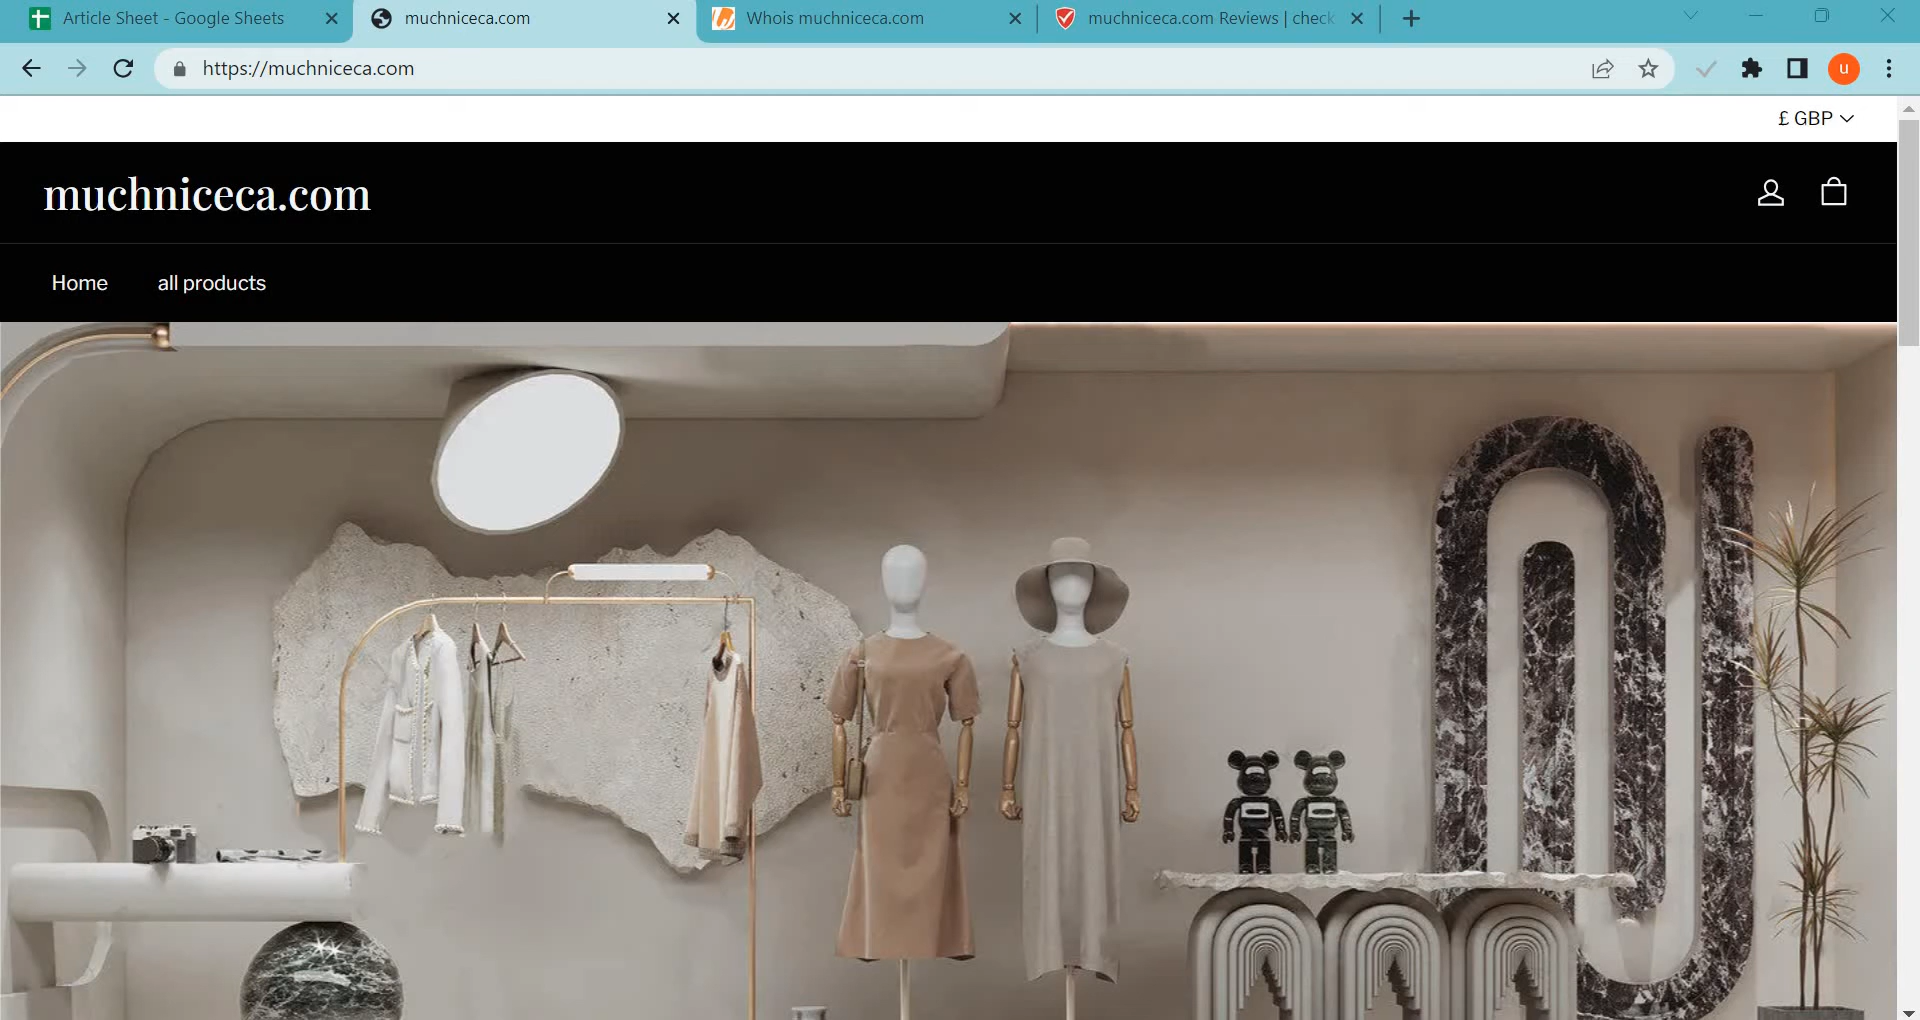 Article Sheet - Google Sheets
muchniceca.com
Whois muchniceca.com
muchniceca.com Reviews | check
https://muchniceca.com
u
£ GBP
muchniceca.com
Home
all products